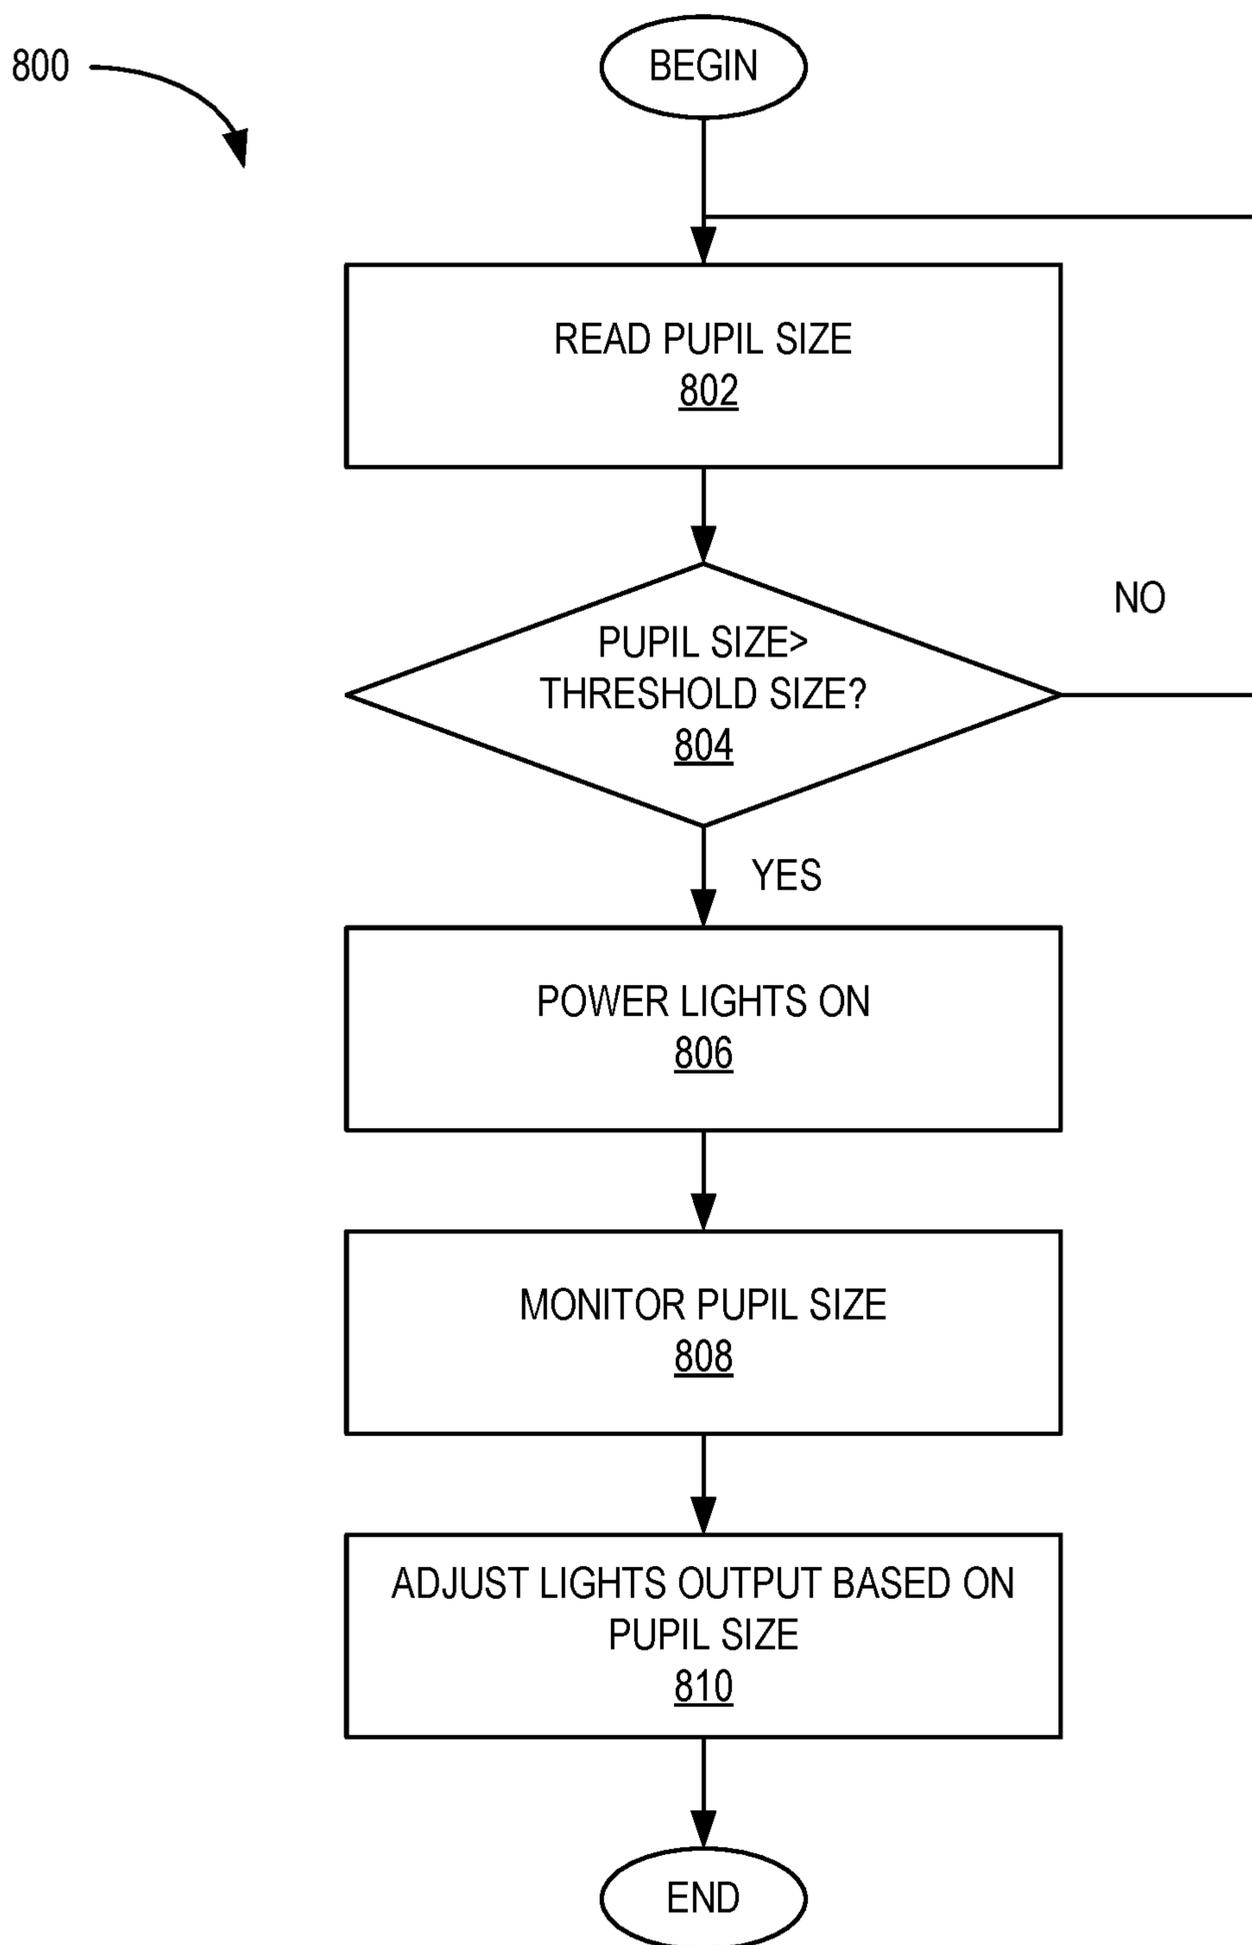 800
BEGIN
READ PUPIL SIZE
802
NO
PUPIL SIZE>
THRESHOLD SIZE?
804
YES
POWER LIGHTS ON
806
MONITOR PUPIL SIZE
808
ADJUST LIGHTS OUTPUT BASED ON
PUPIL SIZE
810
END